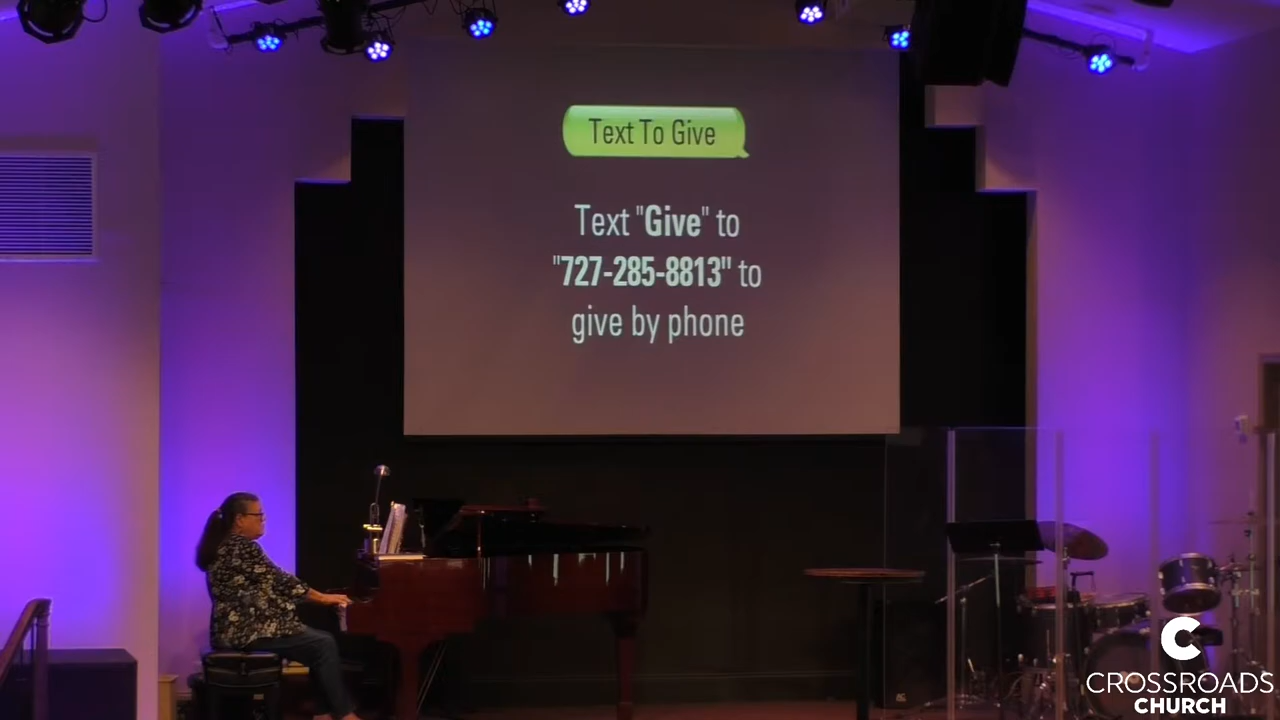 Text To Give
Text "Give" to
"727-285-8813" to
give by phone
C
CROSSROADS
CHURCH